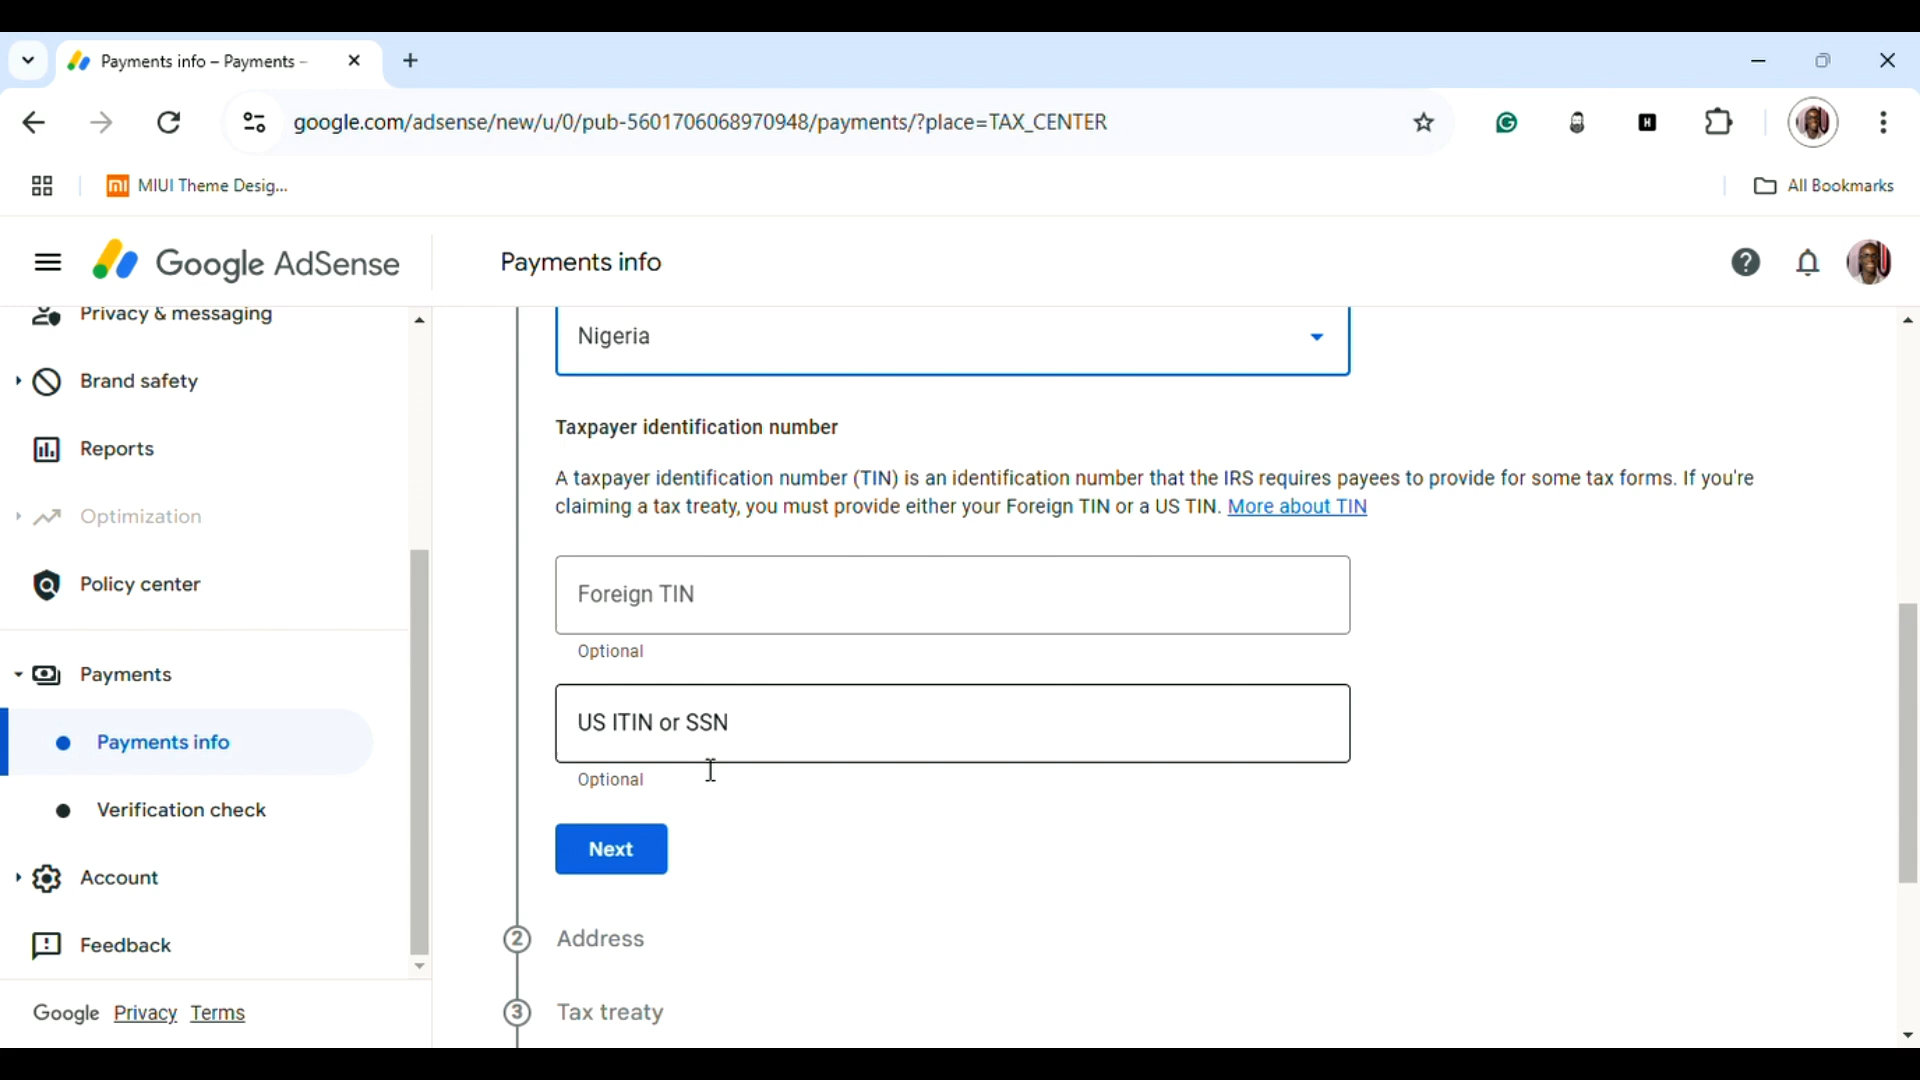 Payments info – Payments –
google.com/adsense/new/u/0/pub-5601706068970948/payments/?place=TAX_CENTER
MIUI Theme Desig...
All Bookmarks
Google AdSense
Payments info
Privacy & messaging
Brand safety
Reports
Optimization
Policy center
Payments
Payments info
Verification check
Account
Feedback
Google Privacy Terms
Nigeria
Taxpayer identification number
A taxpayer identification number (TIN) is an identification number that the IRS requires payees to provide for some tax forms. If you're
claiming a tax treaty, you must provide either your Foreign TIN or a US TIN. More about TIN
Foreign TIN
Optional
US ITIN or SSN
Optional
Next
2 Address
3 Tax treaty